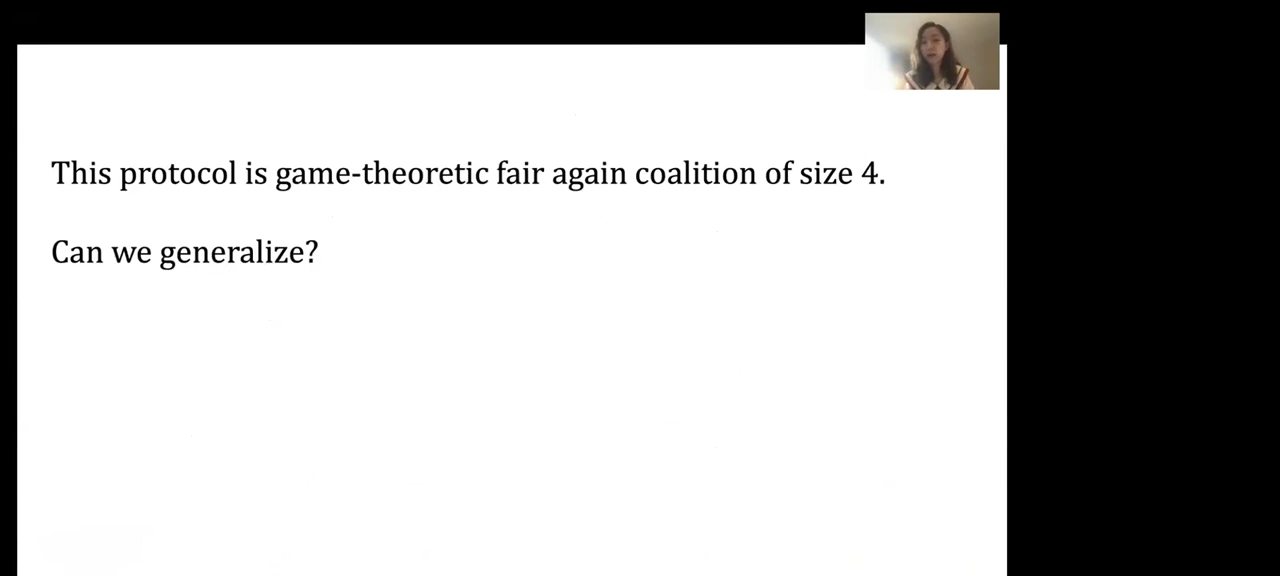 This protocol is game-theoretic fair again coalition of size 4.
Can we generalize?